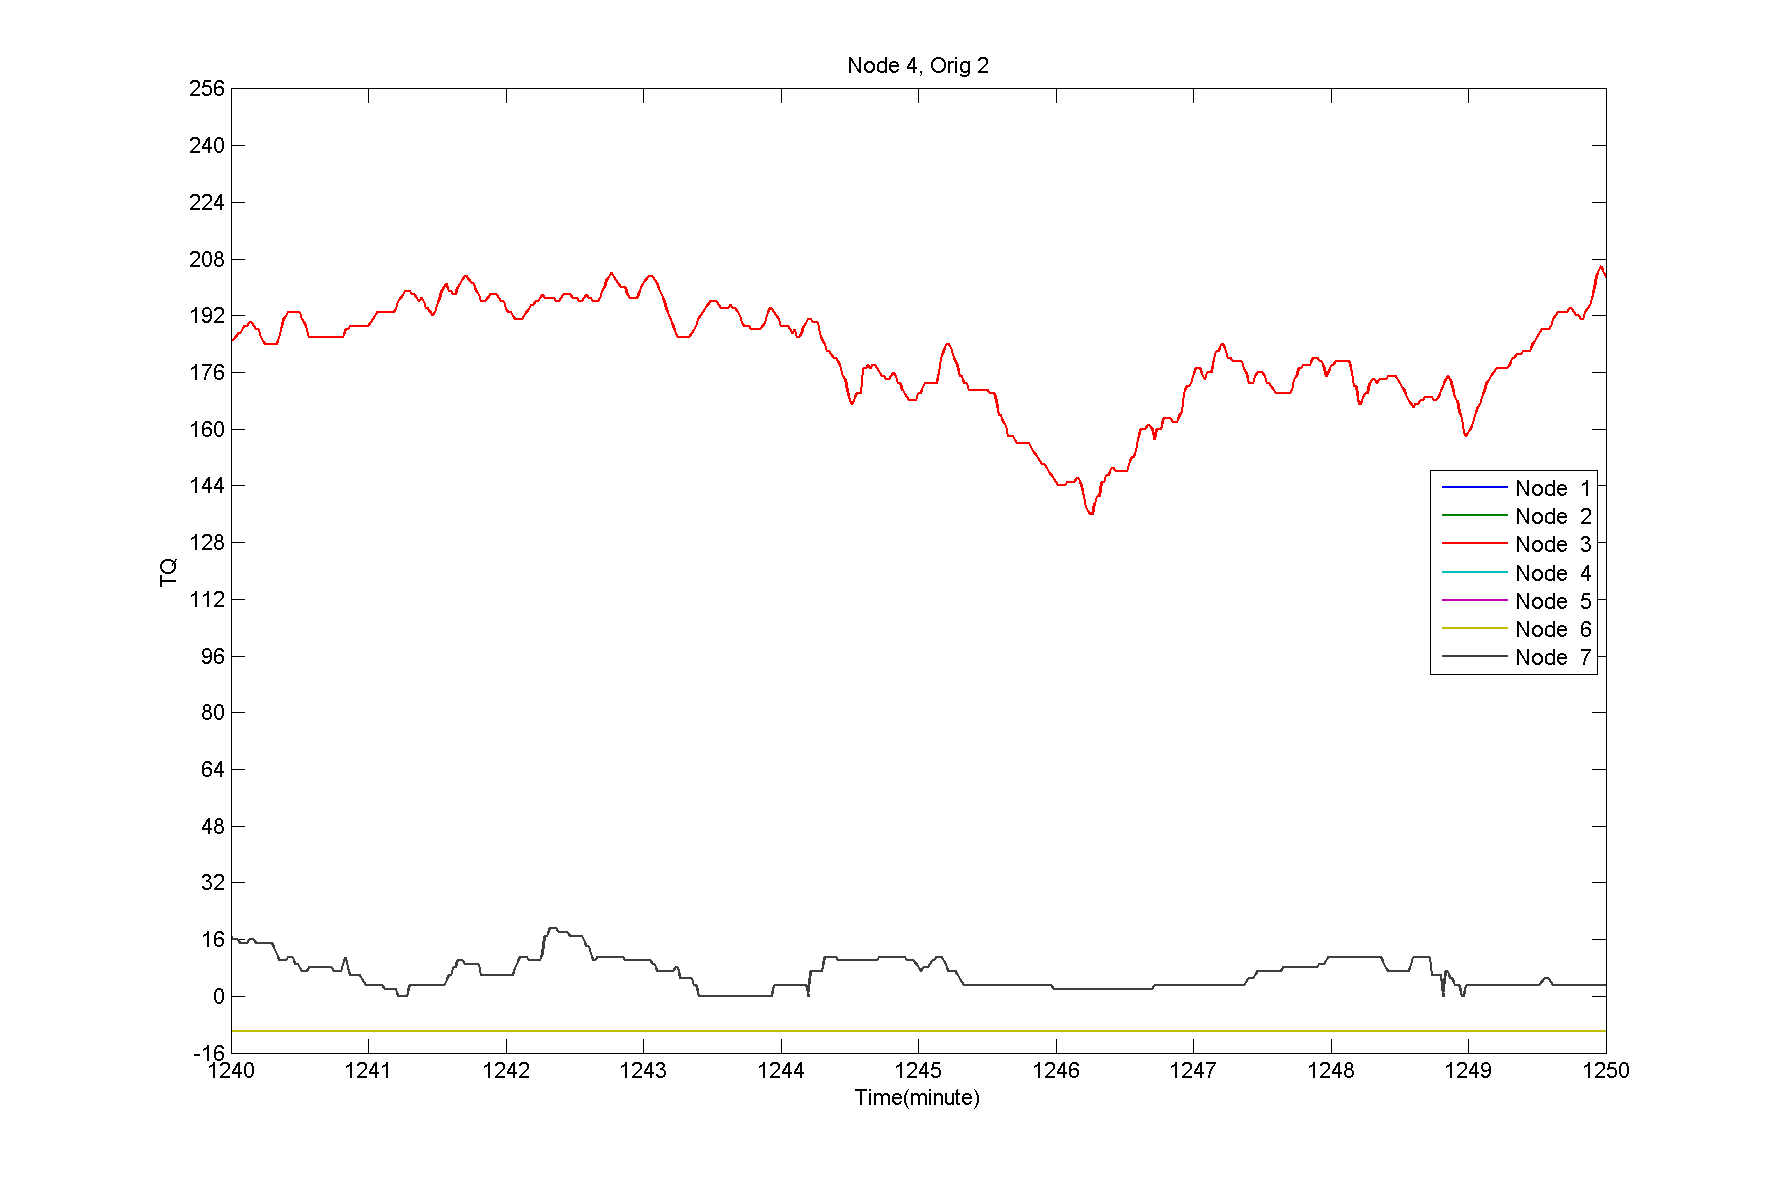 Node 4, Orig 2
256
240
224
208
192
176
160
144
128
112
96
80
64
48
32
16
0
-16
TQ
Node 1
Node 2
Node 3
Node 4
Node 5
Node 6
Node 7
1240 1241 1242 1243 1244 1245 1246 1247 1248 1249 1250
Time(minute)